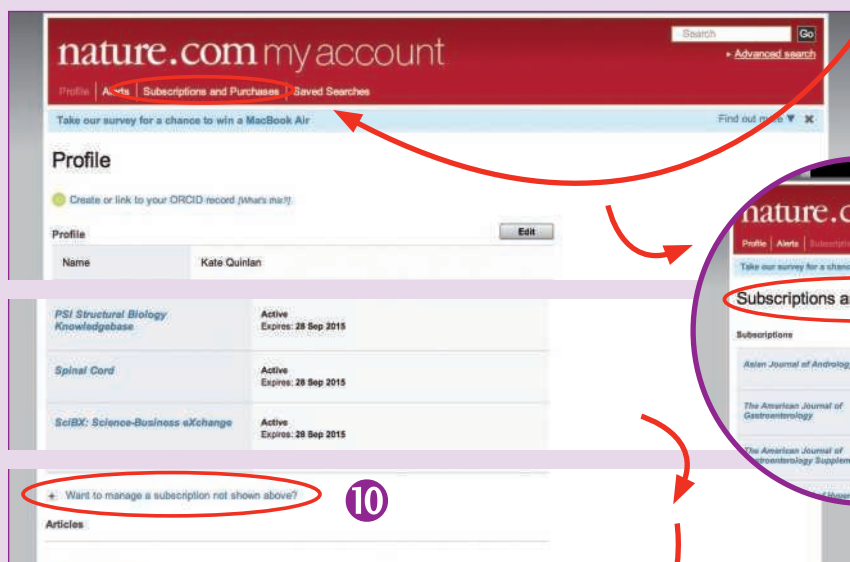 Search Go
nature.com my account
Advanced search
Profile Alerts Subscriptions and Purchases Saved Searches
Take our survey for a chance to win a MacBook Air Find out more
Profile
Create or link to your ORCID record [What's this?].
Profile Edit
Name Kate Quinlan
PSI Structural Biology Active
Knowledgebase Expires: 28 Sep 2015
Spinal Cord Active
Expires: 28 Sep 2015
SciBX: Science-Business eXchange Active
Expires: 28 Sep 2015
+ Want to manage a subscription not shown above? 10
Articles
nature.c
Profile Alerts Subscriptio
Take our survey for a chance
Subscriptions a
Subscriptions
Asian Journal of Andrology
The American Journal of
Gastroenterology
The American Journal of
Gastroenterology Supplem